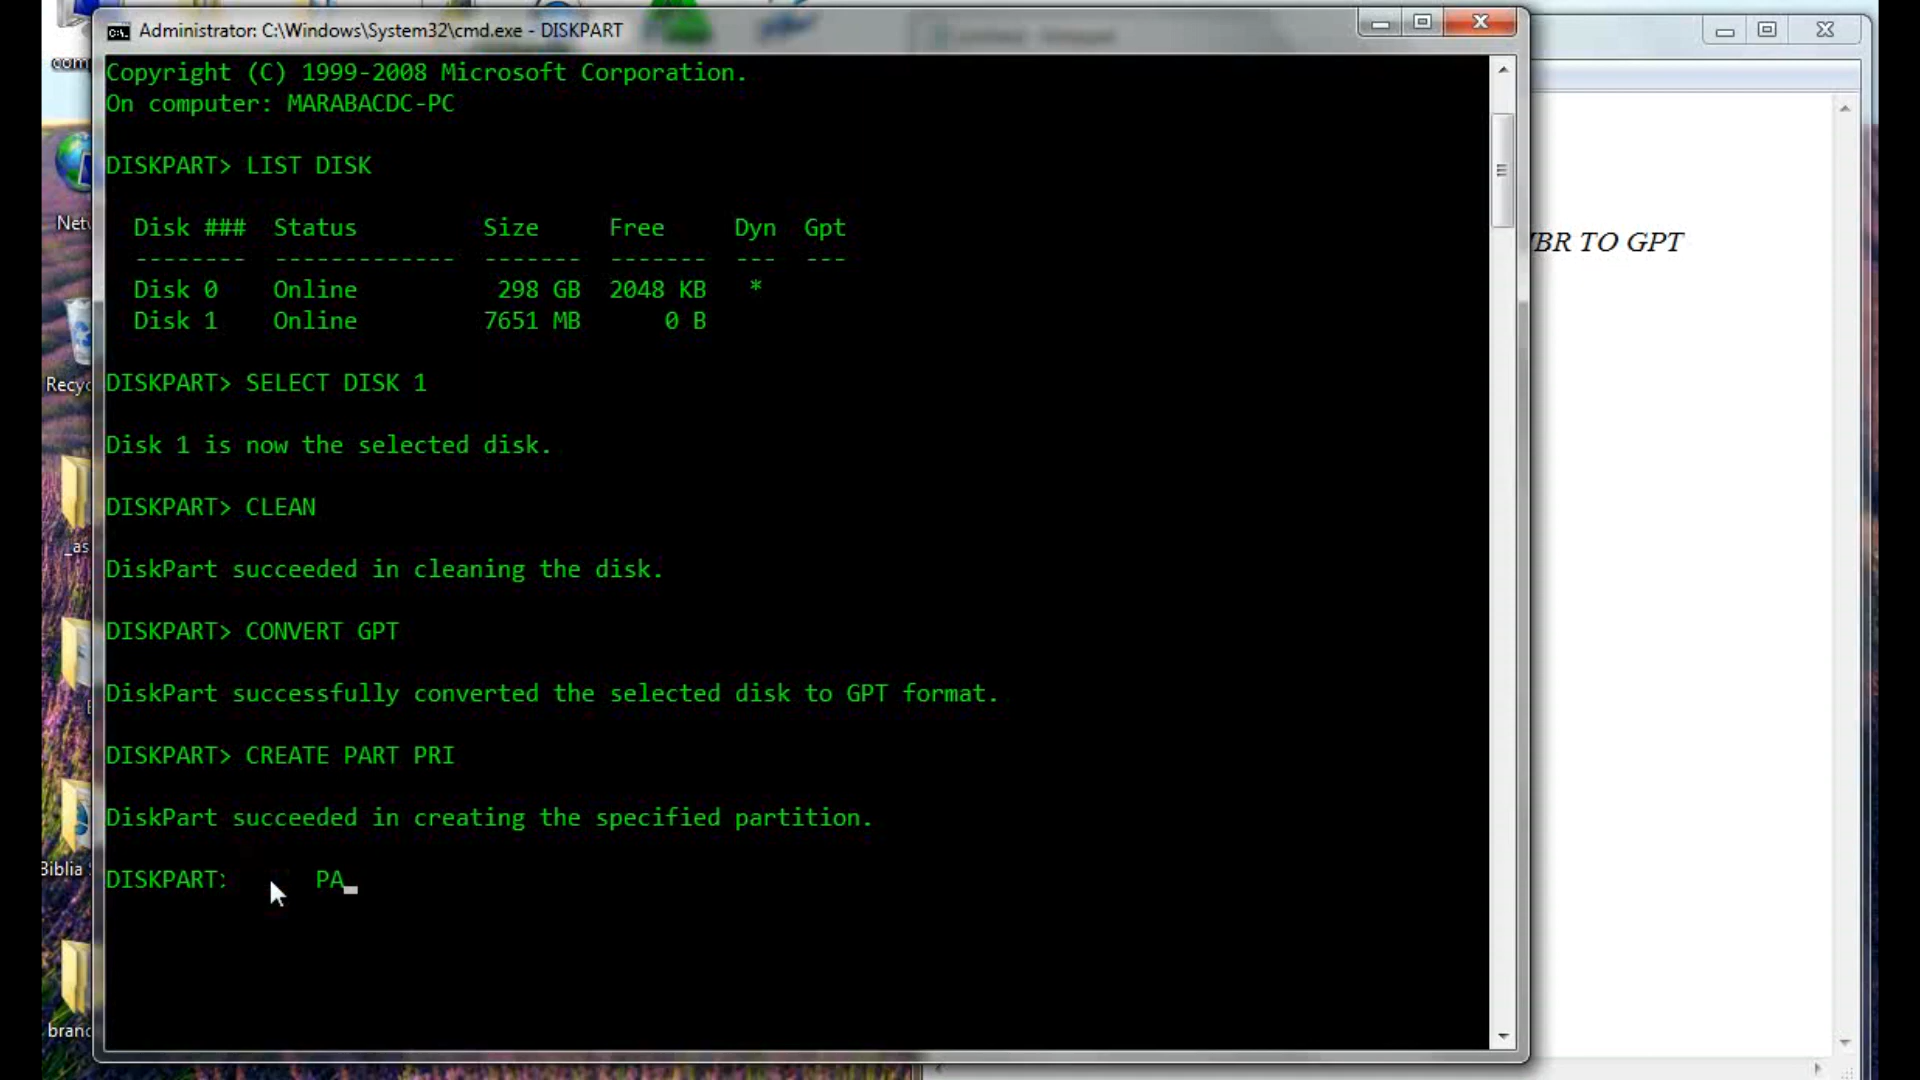 Administrator: C:\Windows\System32\cmd.exe - DISKPART
Copyright (C) 1999-2008 Microsoft Corporation.
On computer: MARABACDC-PC
DISKPART> LIST DISK
Disk ### Status Size Free Dyn Gpt
-------- ------------- ------- ------- --- ---
Disk 0 Online 298 GB 2048 KB *
Disk 1 Online 7651 MB 0 B
DISKPART> SELECT DISK 1
Disk 1 is now the selected disk.
DISKPART> CLEAN
DiskPart succeeded in cleaning the disk.
DISKPART> CONVERT GPT
DiskPart successfully converted the selected disk to GPT format.
DISKPART> CREATE PART PRI
DiskPart succeeded in creating the specified partition.
DISKPART: PA_
com
Net
Recyc
_as
Biblia
branc
BR TO GPT